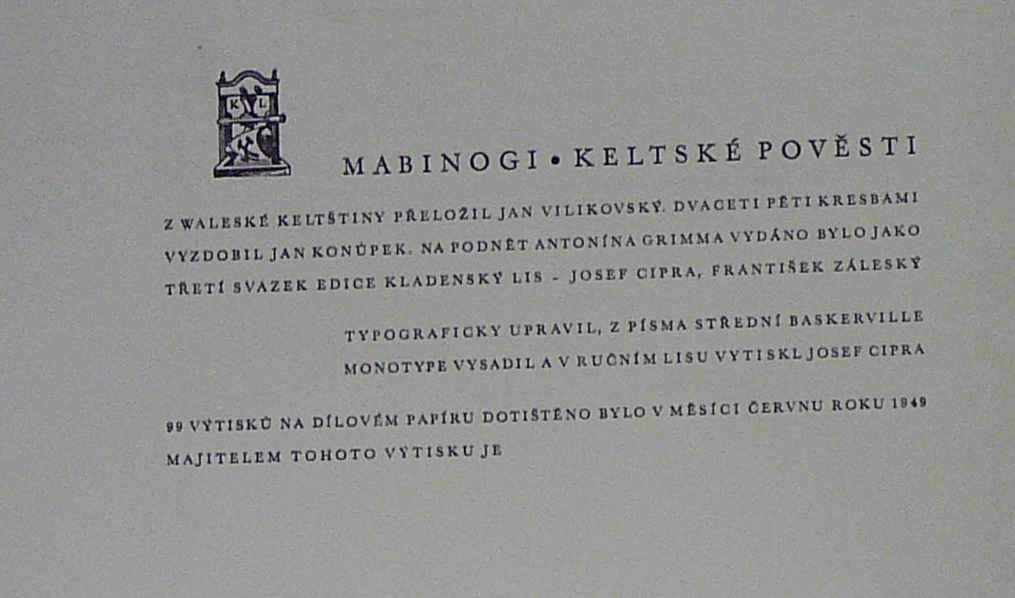 K L
MABINOGI • KELTSKÉ POVĚSTI
Z WALESKÉ KELTŠTINY PŘELOŽIL JAN VILIKOVSKÝ. DVACETI PĚTI KRESBAMI
VYZDOBIL JAN KONŮPEK. NA PODNĚT ANTONÍNA GRIMMA VYDÁNO BYLO JAKO
TŘETÍ SVAZEK EDICE KLADENSKÝ LIS - JOSEF CIPRA, FRANTIŠEK ZÁLESKÝ
TYPOGRAFICKY UPRAVIL, Z PÍSMA STŘEDNÍ BASKERVILLE
MONOTYPE VYSADIL A V RUČNÍM LISU VYTISKL JOSEF CIPRA
99 VÝTISKŮ NA DÍLOVÉM PAPÍRU DOTIŠTĚNO BYLO V MĚSÍCI ČERVNU ROKU 1949
MAJITELEM TOHOTO VÝTISKU JE